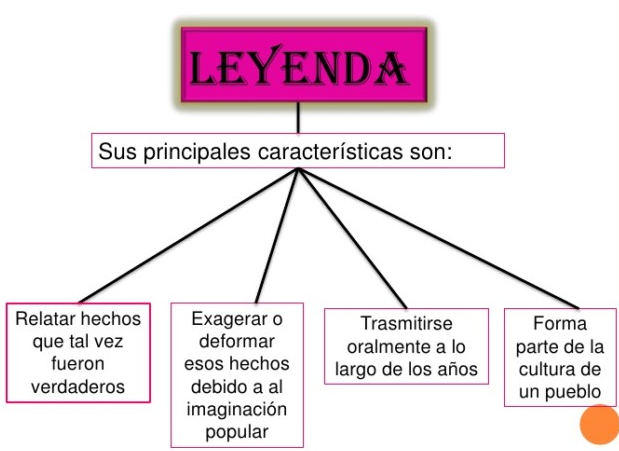 LEYENDA
Sus principales características son:
Relatar hechos
que tal vez
fueron
verdaderos
Exagerar o
deformar
esos hechos
debido a al
imaginación
popular
Trasmitirse
oralmente a lo
largo de los años
Forma
parte de la
cultura de
un pueblo